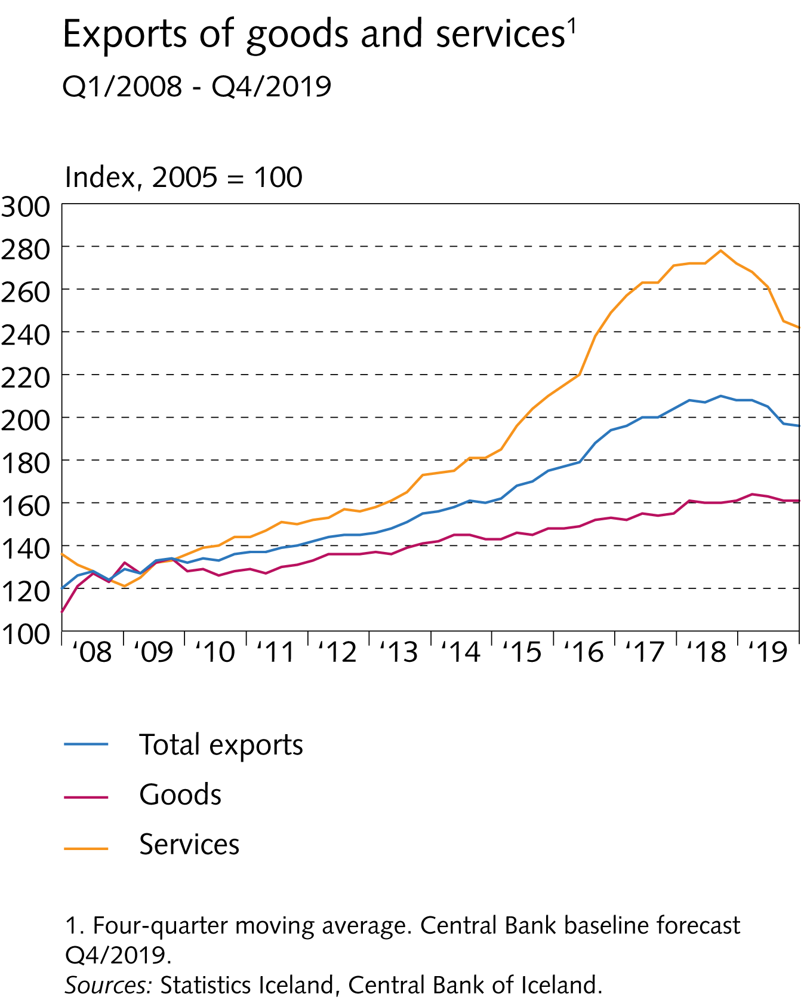 Exports of goods and services¹
Q1/2008 - Q4/2019
Index, 2005 = 100
300
280
260
240
220
200
180
160
140
120
100
‘08 ‘09 ‘10 ‘11 ‘12 ‘13 ‘14 ‘15 ‘16 ‘17 ‘18 ‘19
Total exports
Goods
Services
1. Four-quarter moving average. Central Bank baseline forecast
Q4/2019.
Sources: Statistics Iceland, Central Bank of Iceland.